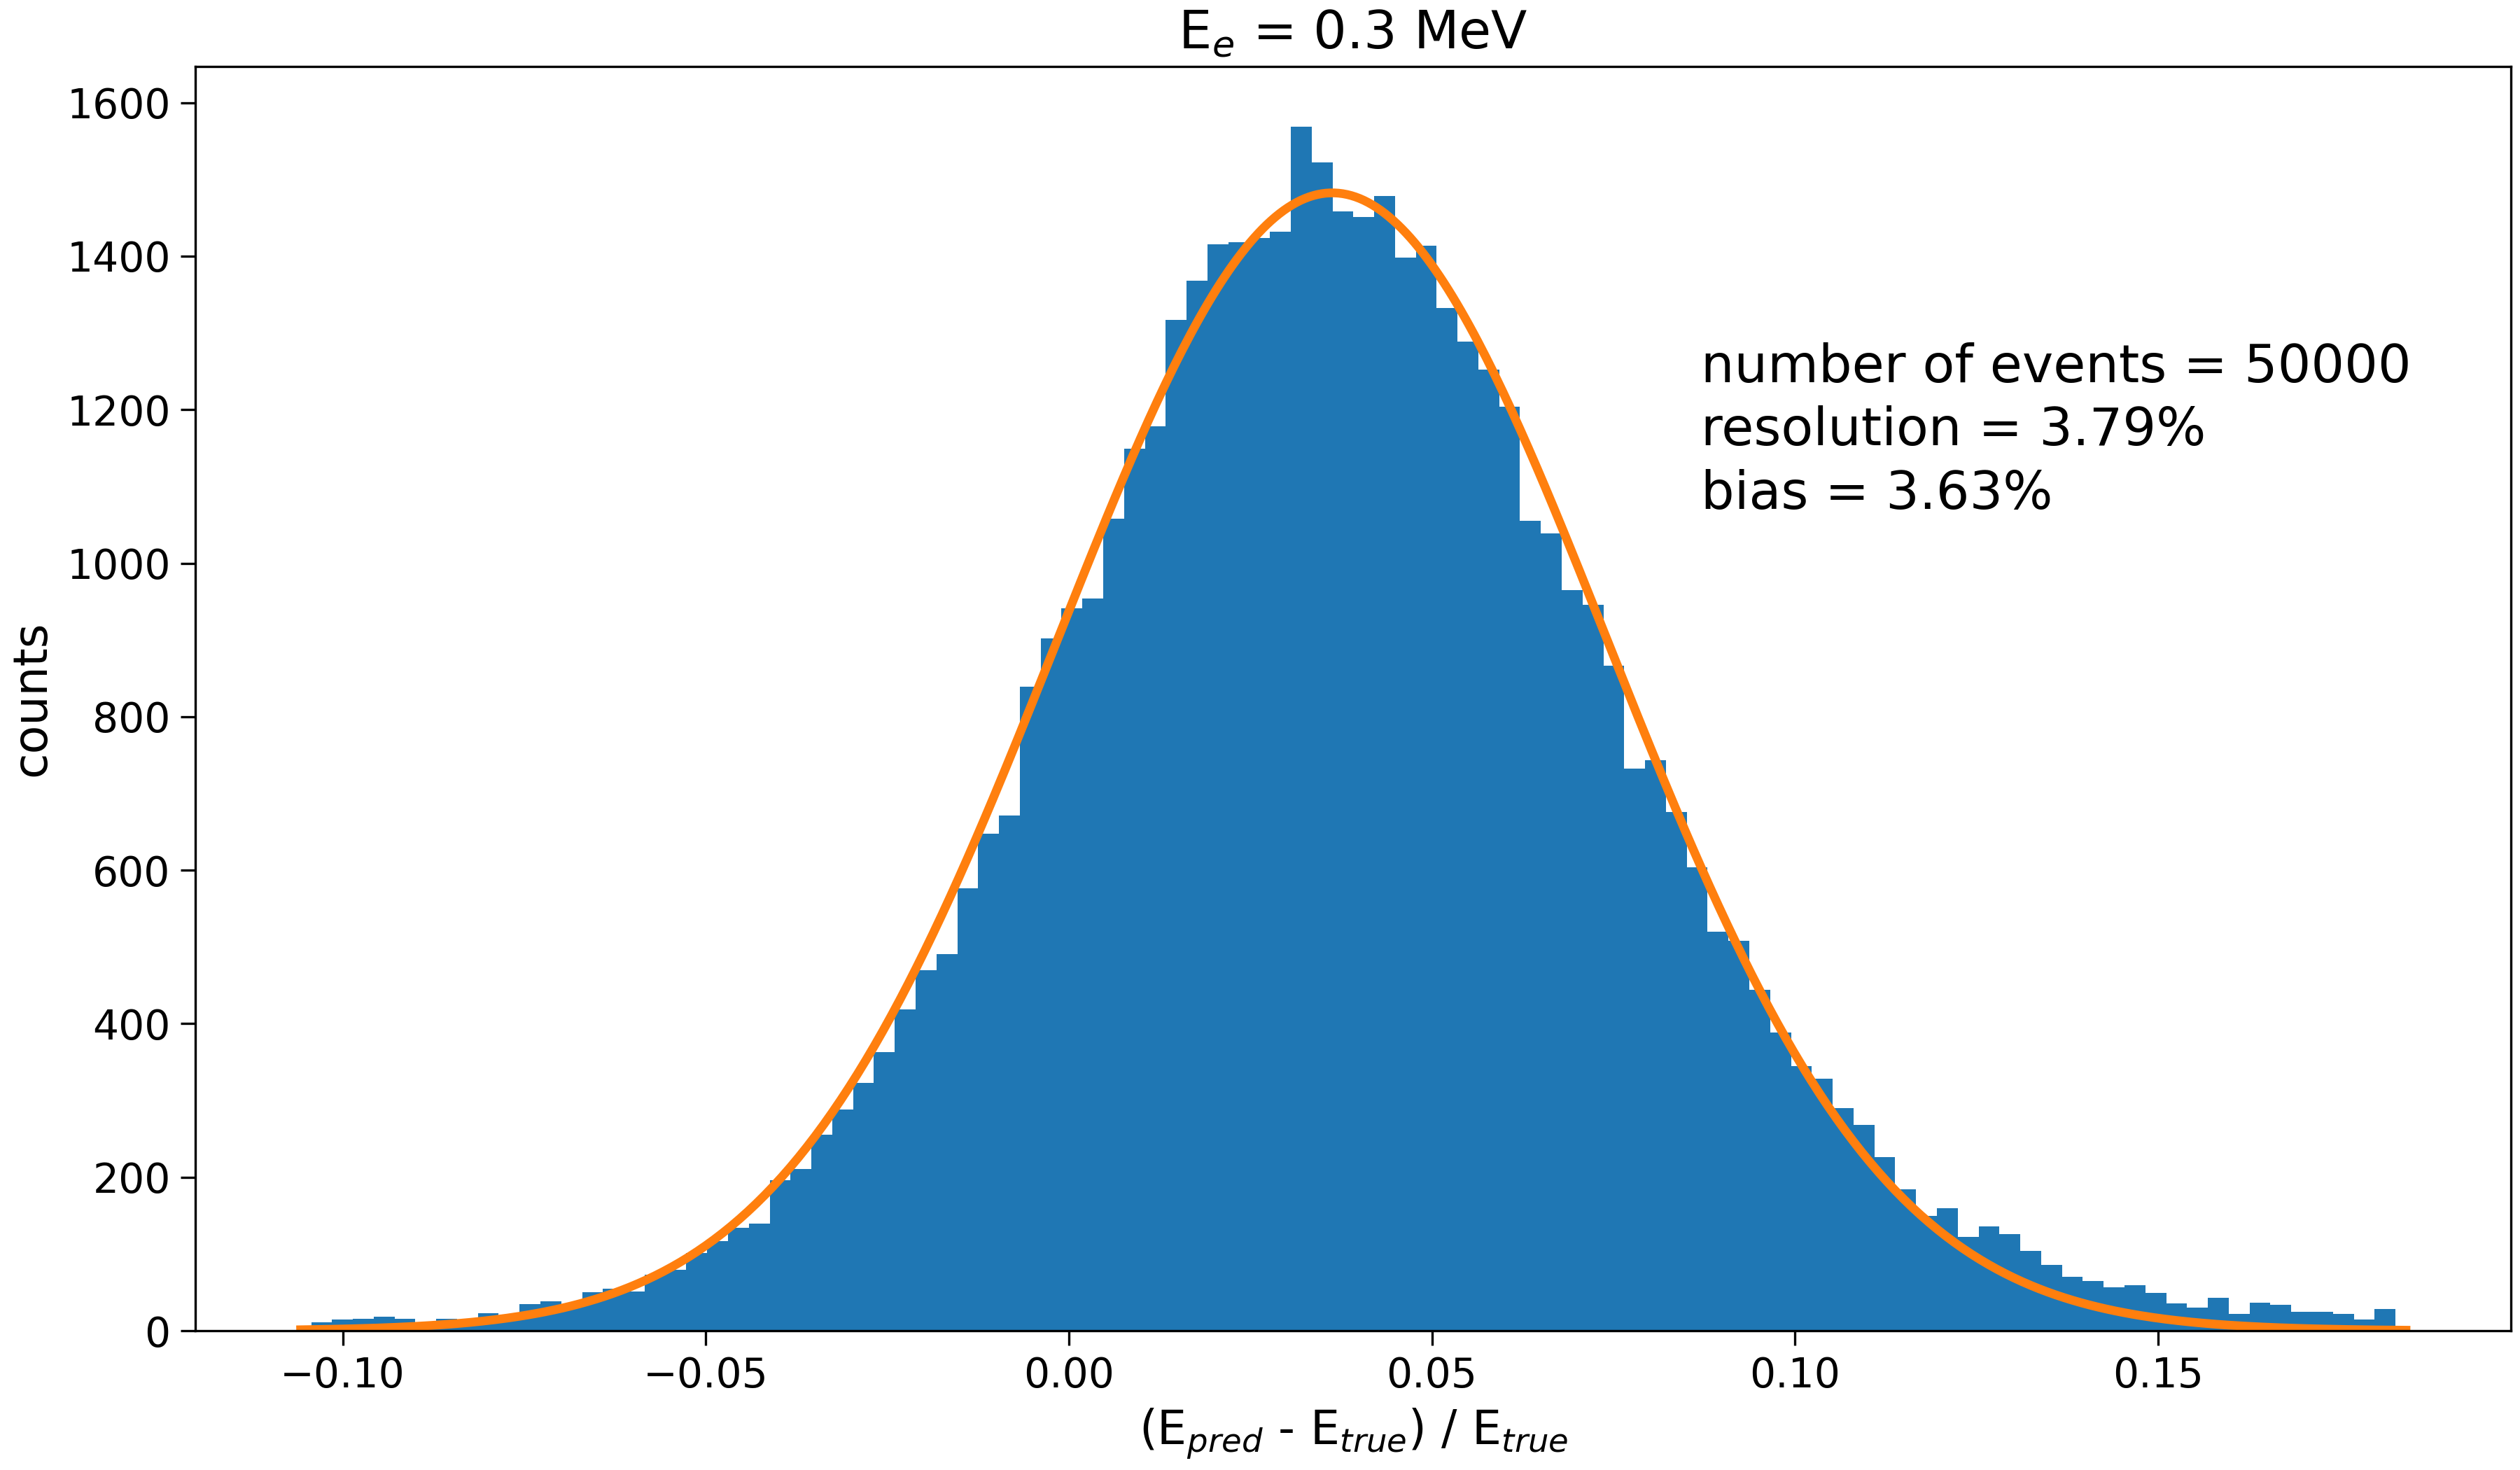 E_e = 0.3 MeV
1600
1400
1200
1000
800
600
400
200
0
counts
number of events = 50000
resolution = 3.79%
bias = 3.63%
−0.10 −0.05 0.00 0.05 0.10 0.15
(E_pred - E_true) / E_true